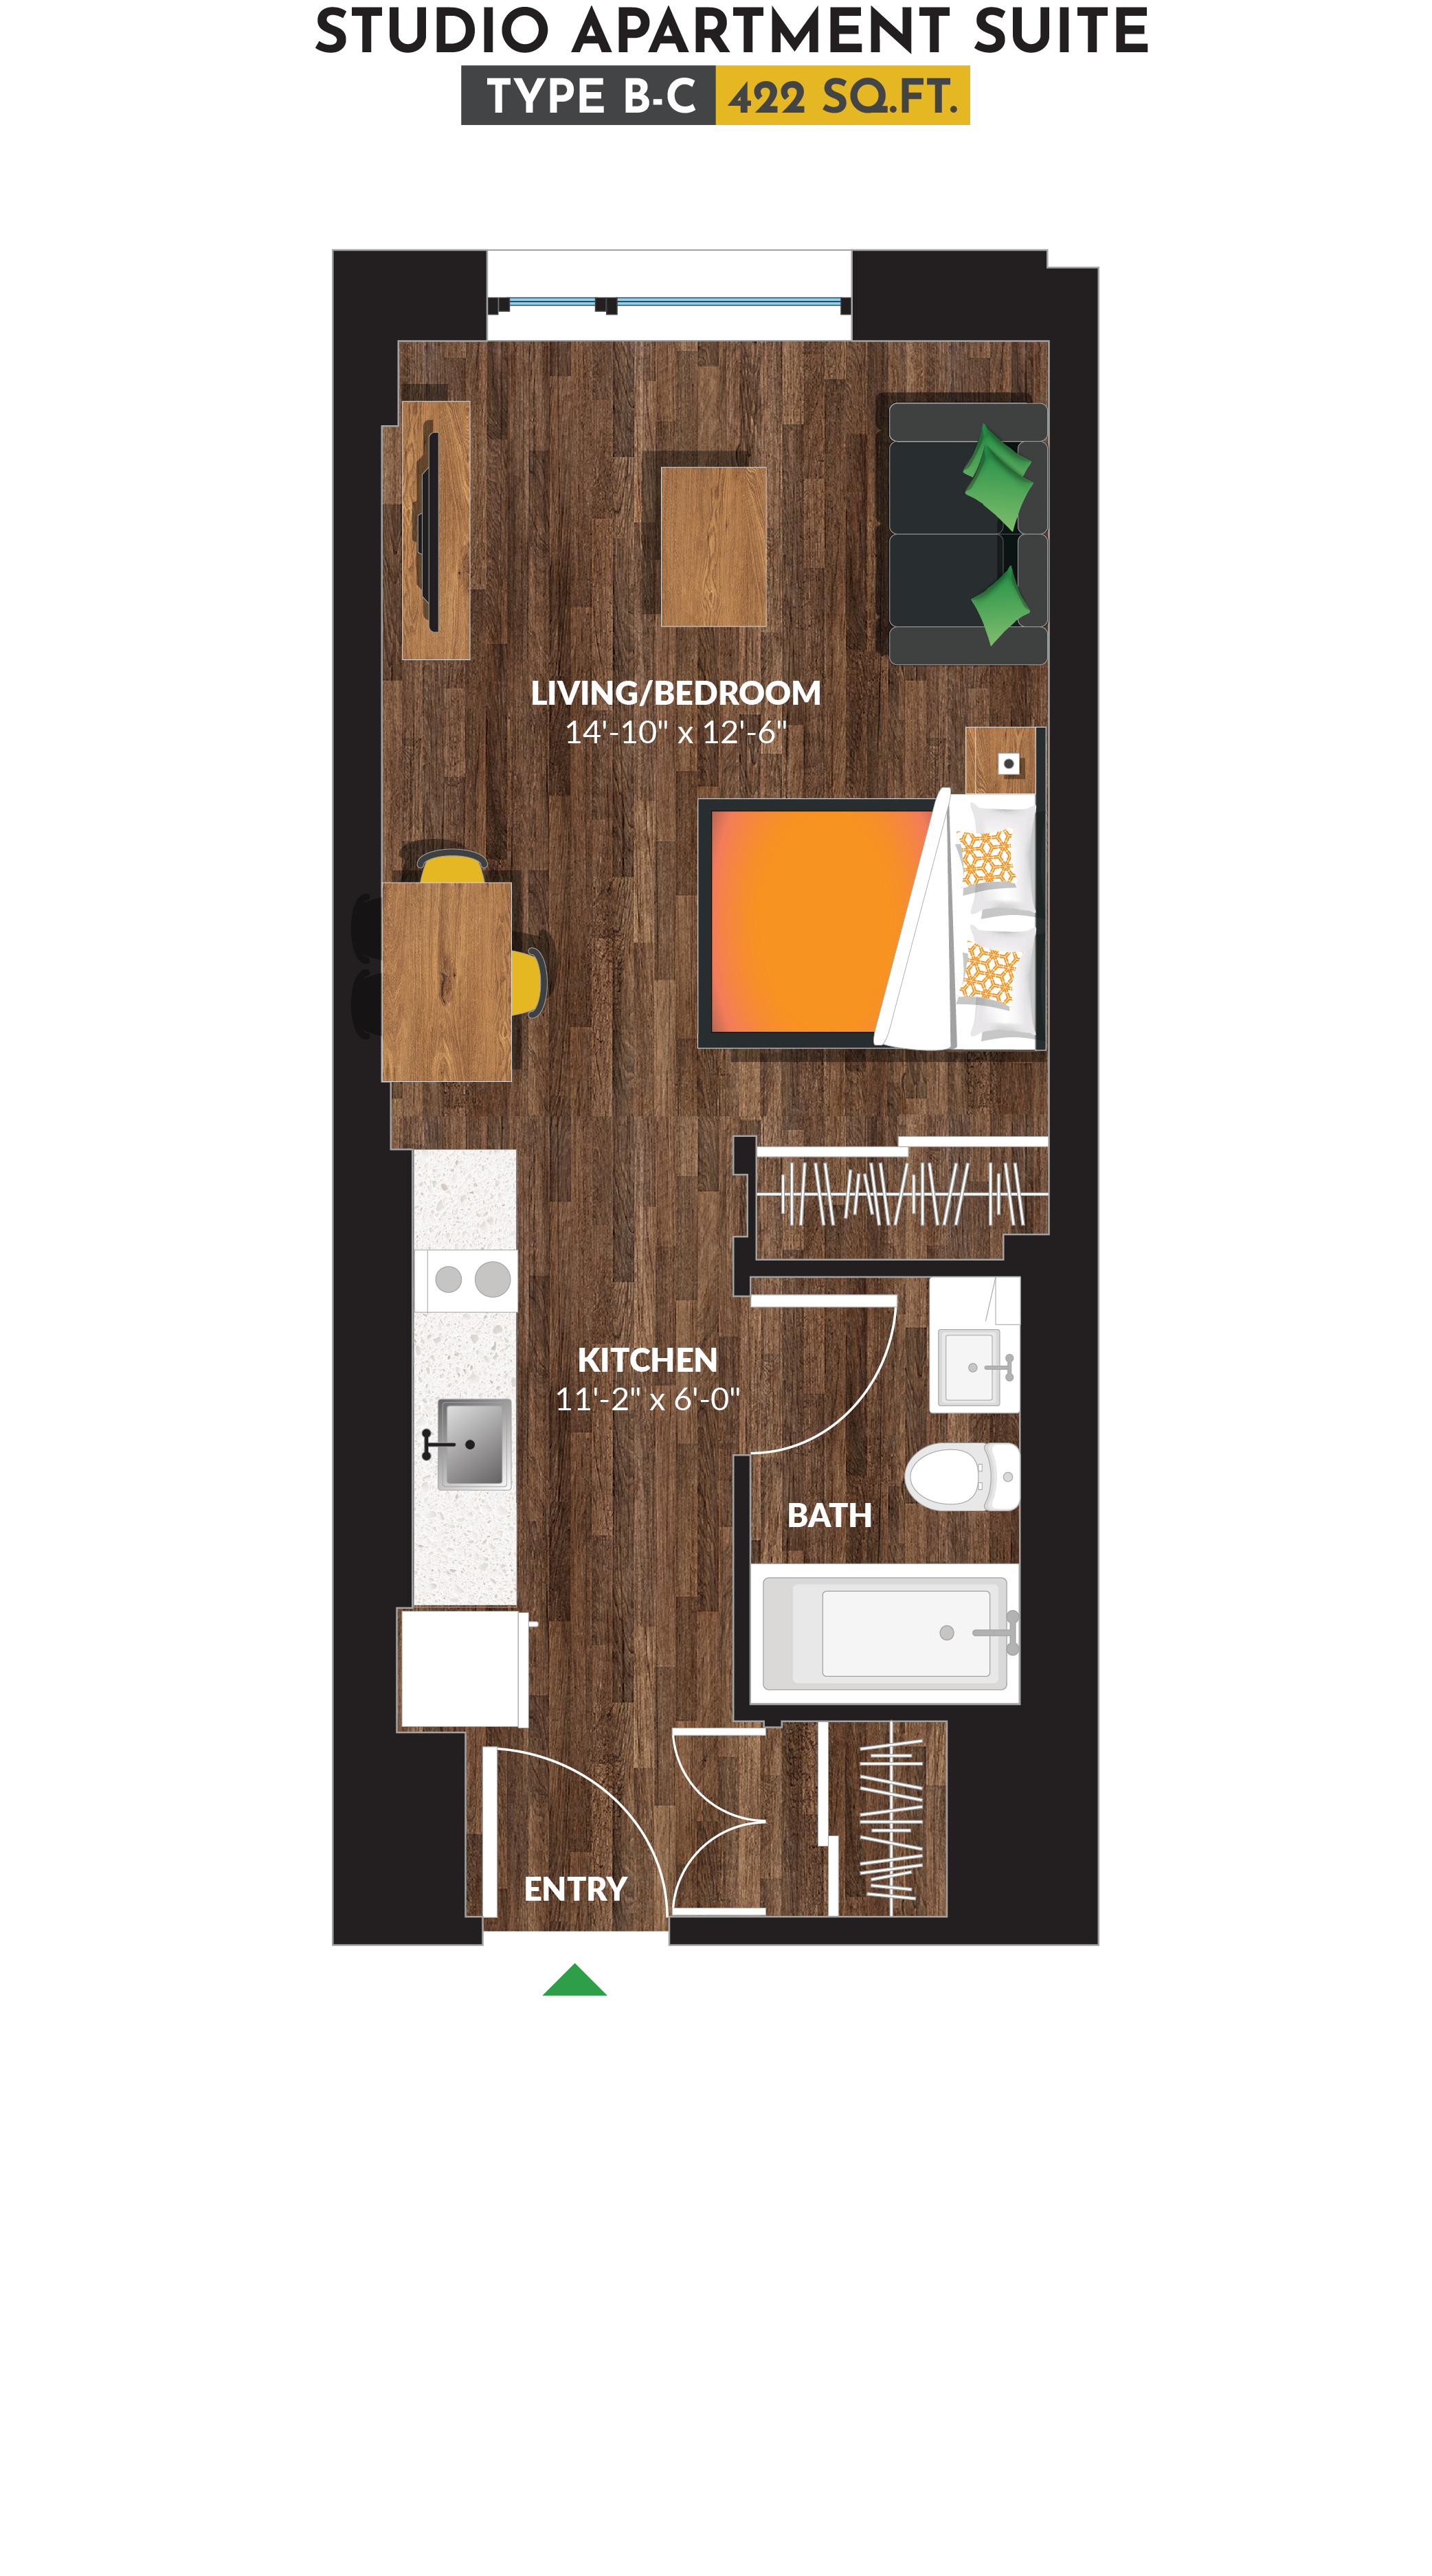 STUDIO APARTMENT SUITE
TYPE B-C 422 SQ.FT.
LIVING/BEDROOM
14'-10" x 12'-6"
KITCHEN
11'-2" x 6'-0"
BATH
ENTRY